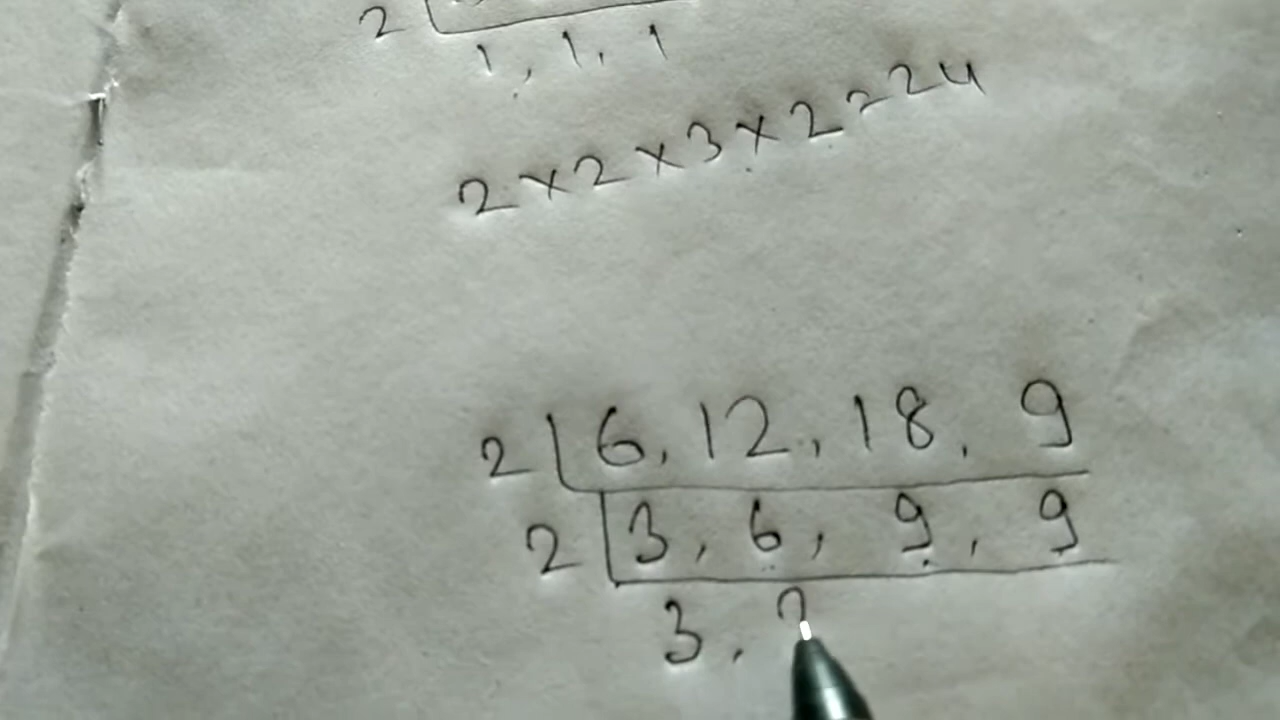 2
1, 1, 1
2×2×3×2=24
2 6, 12, 18, 9
2 3, 6, 9, 9
3,